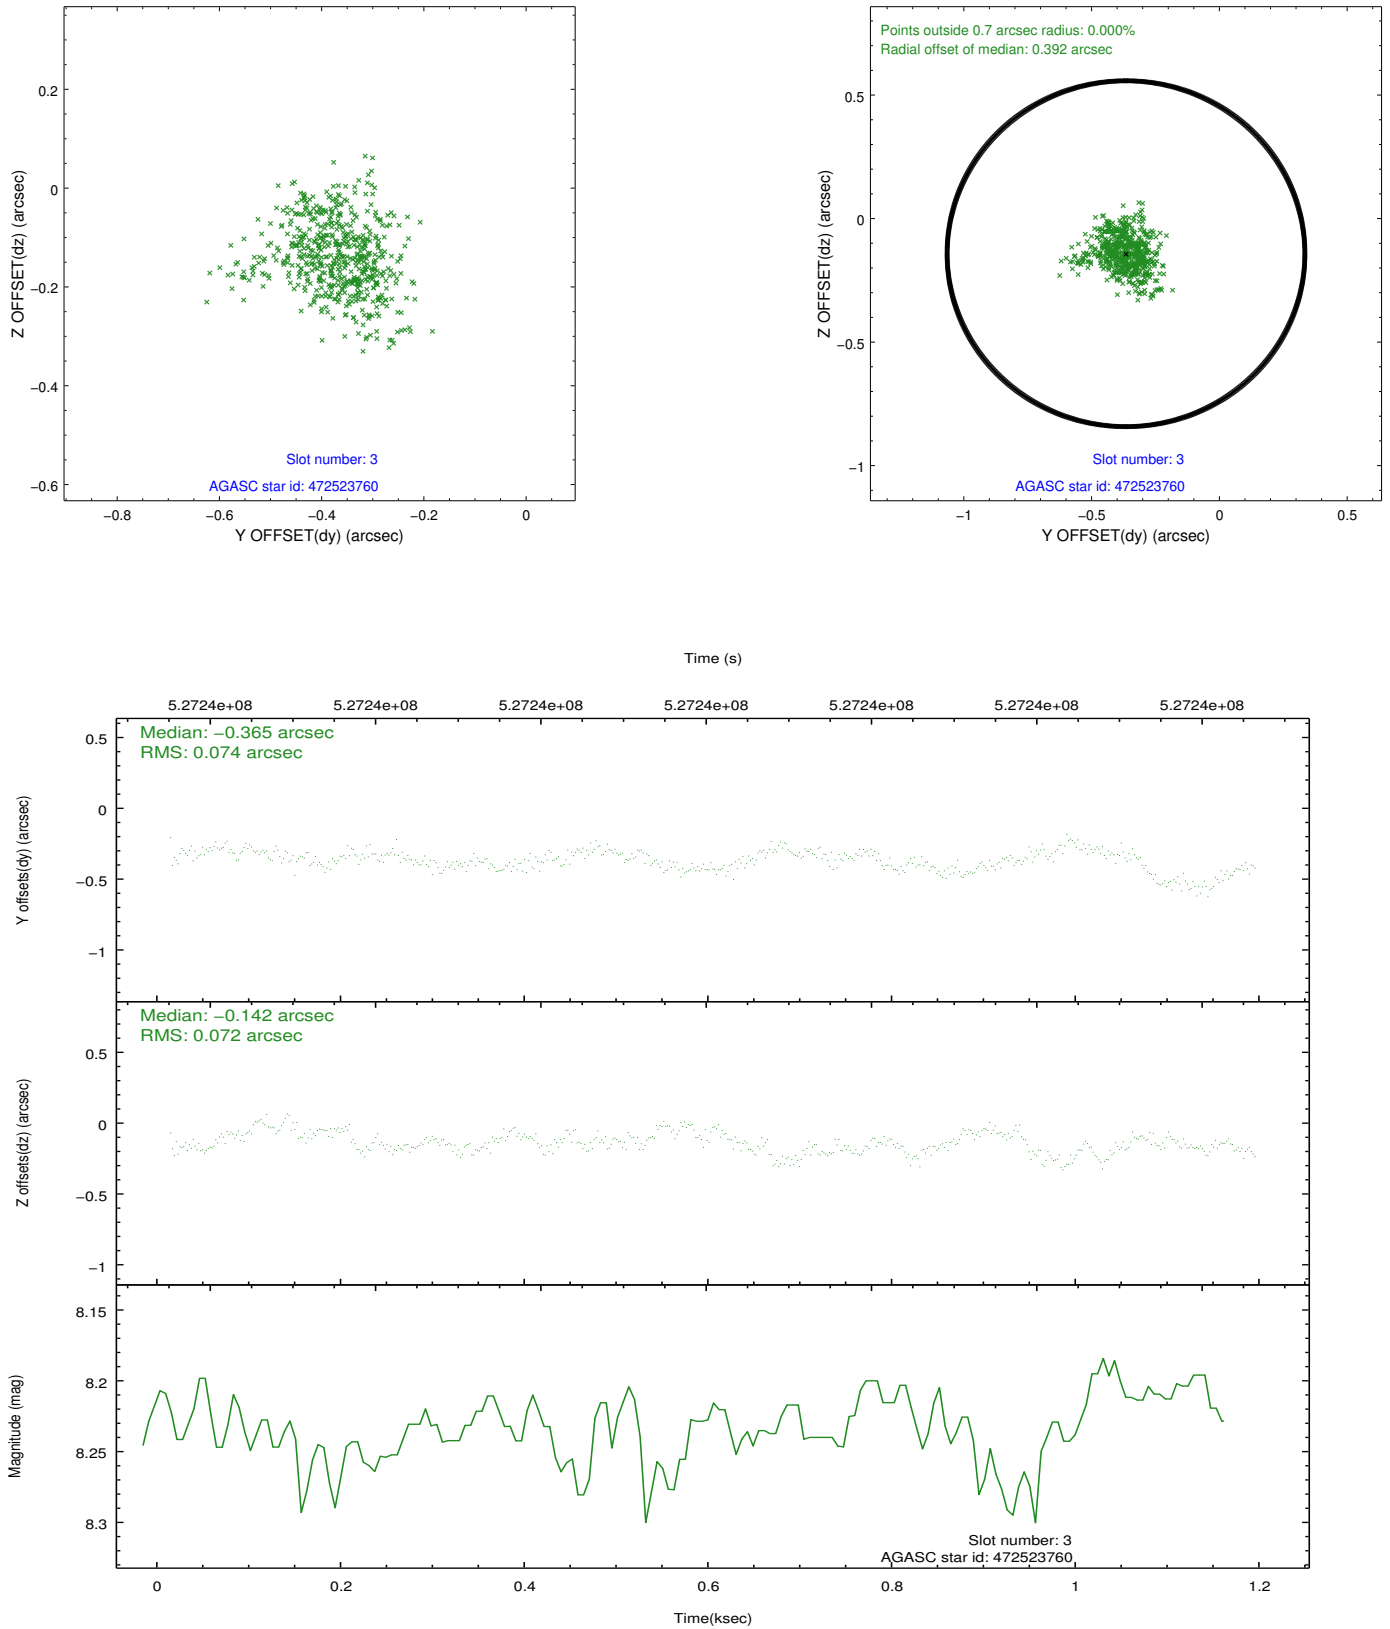 0.2
0
−0.2
−0.4
−0.6
Z OFFSET(dz) (arcsec)
Slot number: 3
AGASC star id: 472523760
−0.8 −0.6 −0.4 −0.2 0
Y OFFSET(dy) (arcsec)
Points outside 0.7 arcsec radius: 0.000%
Radial offset of median: 0.392 arcsec
0.5
0
−0.5
−1
Z OFFSET(dz) (arcsec)
Slot number: 3
AGASC star id: 472523760
−1 −0.5 0 0.5
Y OFFSET(dy) (arcsec)
Time (s)
5.2724e+08 5.2724e+08 5.2724e+08 5.2724e+08 5.2724e+08 5.2724e+08 5.2724e+08
Median: −0.365 arcsec
RMS: 0.074 arcsec
0.5
0
−0.5
−1
Y offsets(dy) (arcsec)
Median: −0.142 arcsec
RMS: 0.072 arcsec
0.5
0
−0.5
−1
Z offsets(dz) (arcsec)
8.15
8.2
8.25
8.3
Magnitude (mag)
Slot number: 3
AGASC star id: 472523760
0 0.2 0.4 0.6 0.8 1 1.2
Time(ksec)